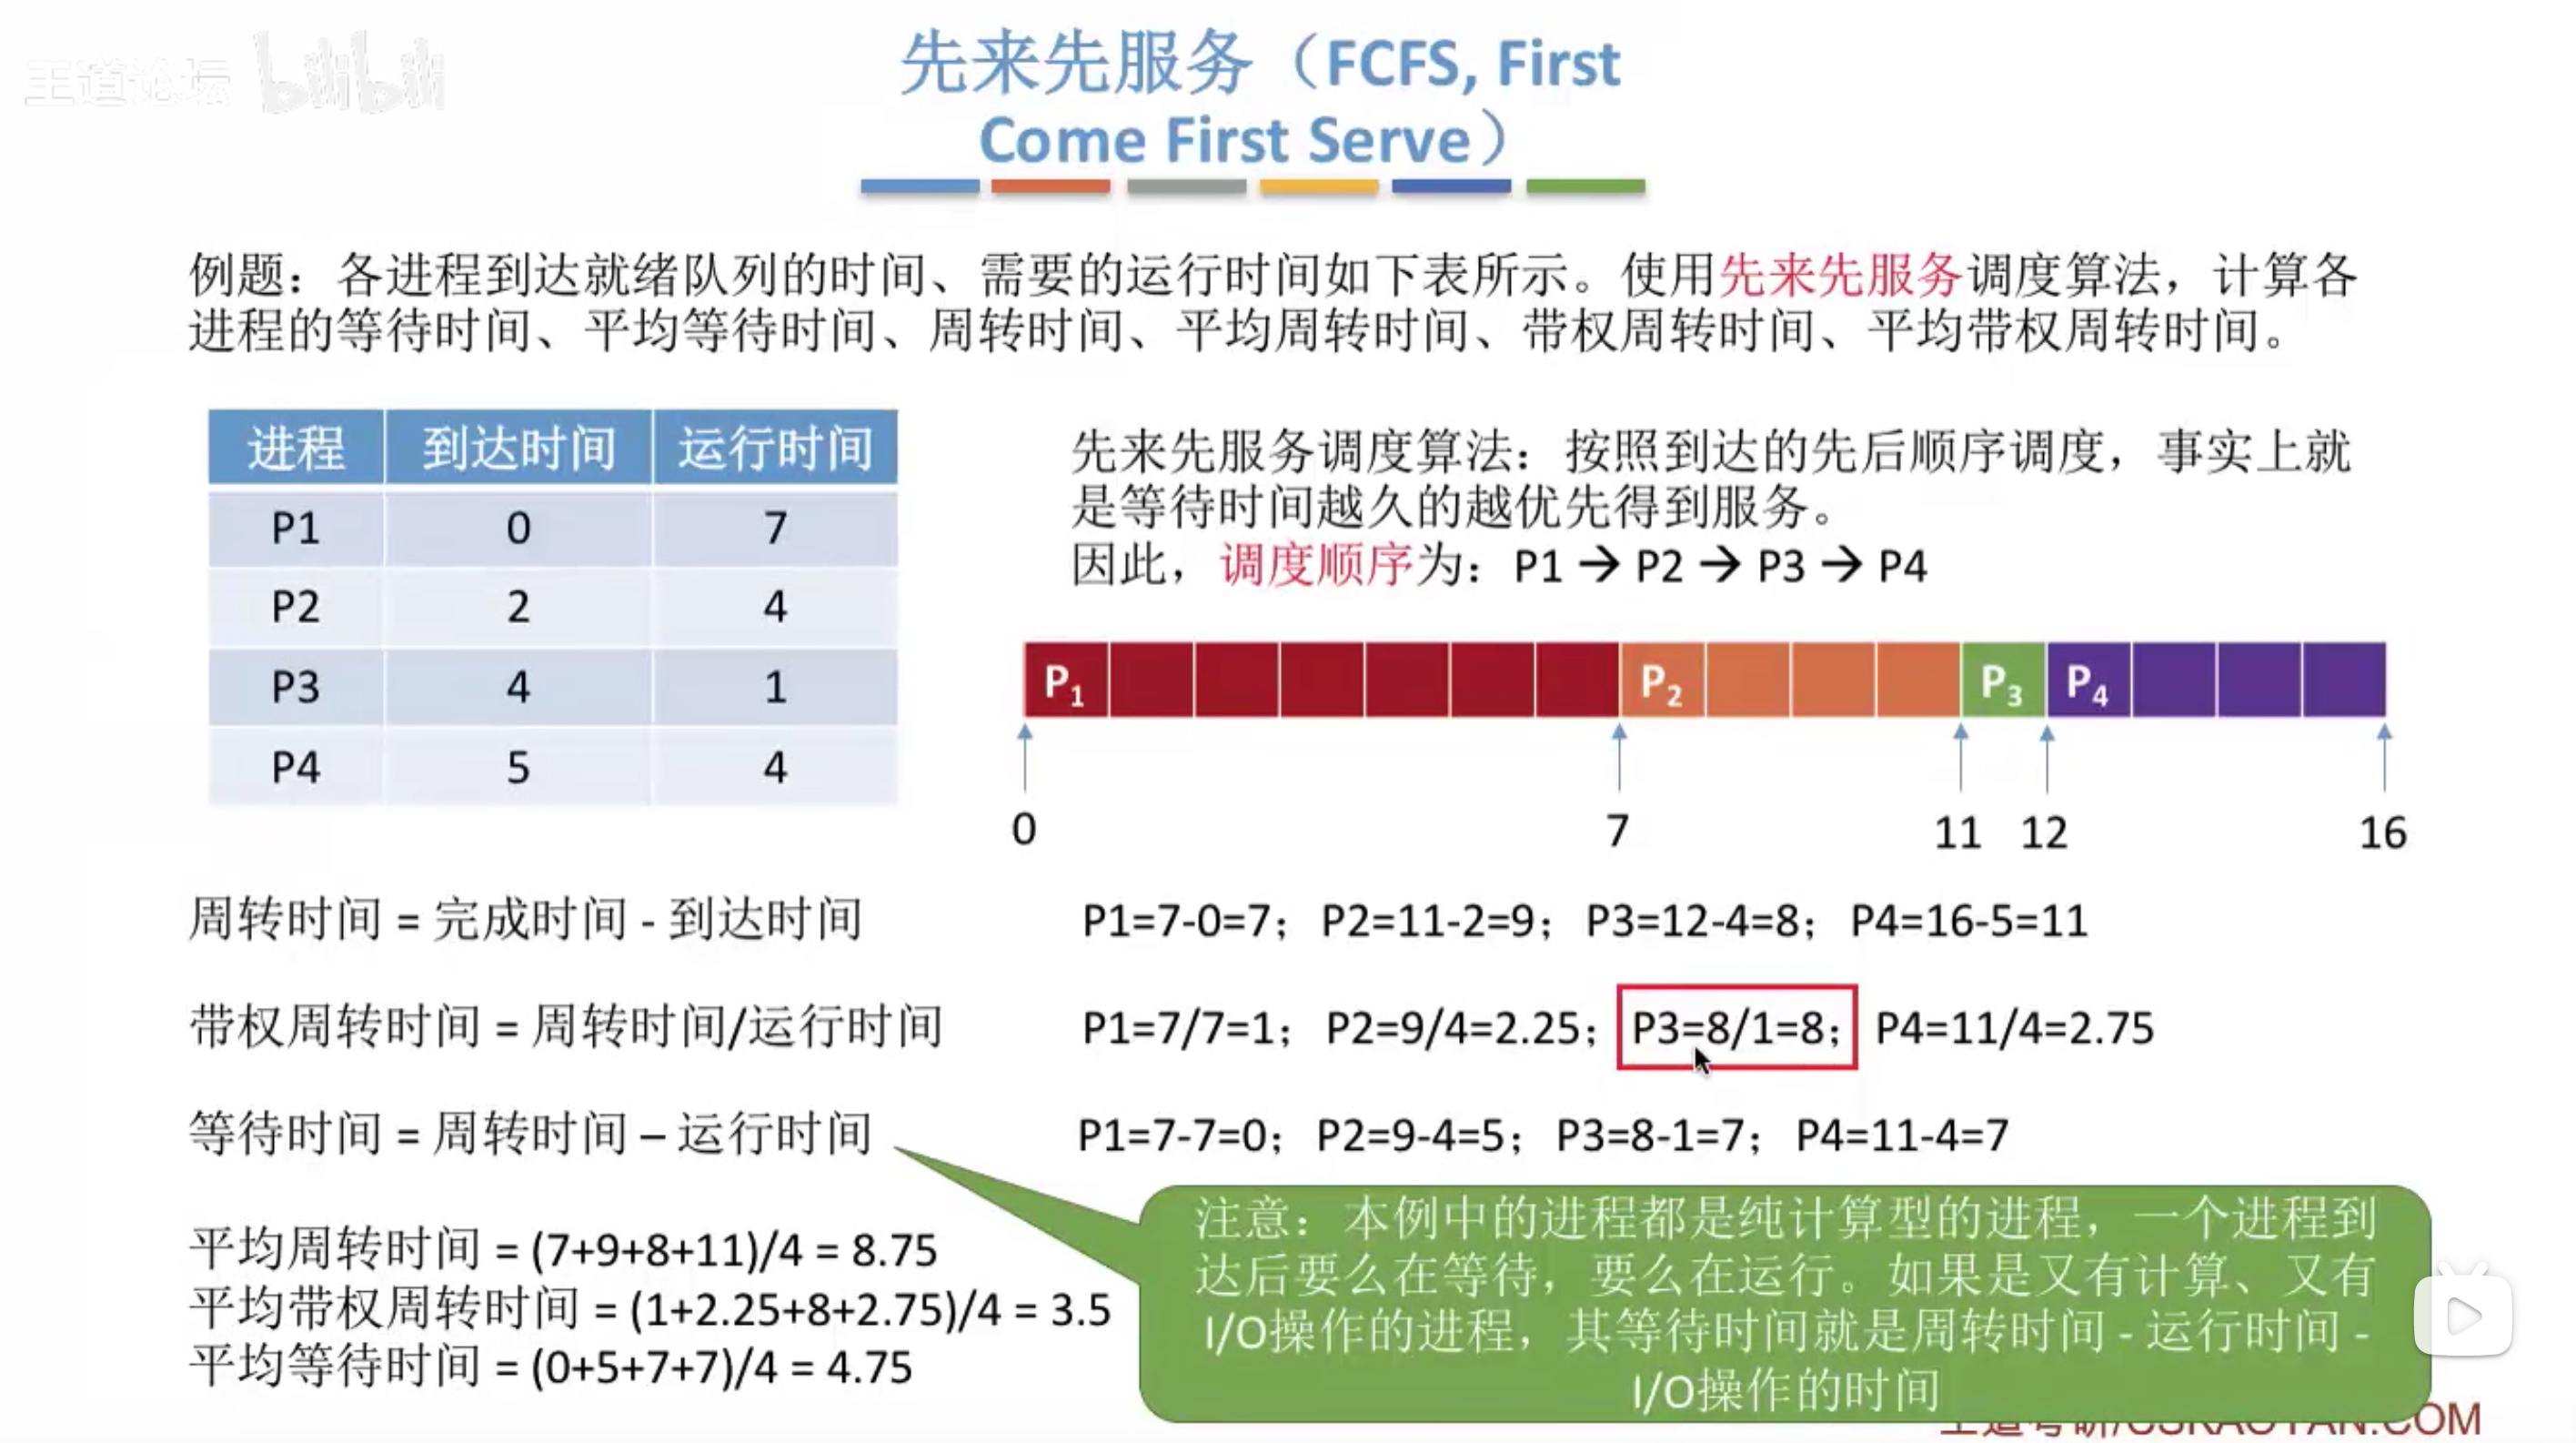 王道论坛 bilibili
先来先服务（FCFS, First
Come First Serve）
例题：各进程到达就绪队列的时间、需要的运行时间如下表所示。使用先来先服务调度算法，计算各
进程的等待时间、平均等待时间、周转时间、平均周转时间、带权周转时间、平均带权周转时间。
进程 到达时间 运行时间
P1 0 7
P2 2 4
P3 4 1
P4 5 4
先来先服务调度算法：按照到达的先后顺序调度，事实上就
是等待时间越久的越优先得到服务。
因此，调度顺序为：P1 → P2 → P3 → P4
P1 P2 P3 P4
0 7 11 12 16
周转时间 = 完成时间 - 到达时间
P1=7-0=7；P2=11-2=9；P3=12-4=8；P4=16-5=11
带权周转时间 = 周转时间/运行时间
P1=7/7=1；P2=9/4=2.25；P3=8/1=8；P4=11/4=2.75
等待时间 = 周转时间 – 运行时间
P1=7-7=0；P2=9-4=5；P3=8-1=7；P4=11-4=7
平均周转时间 = (7+9+8+11)/4 = 8.75
平均带权周转时间 = (1+2.25+8+2.75)/4 = 3.5
平均等待时间 = (0+5+7+7)/4 = 4.75
注意：本例中的进程都是纯计算型的进程，一个进程到
达后要么在等待，要么在运行。如果是又有计算、又有
I/O操作的进程，其等待时间就是周转时间 - 运行时间 -
I/O操作的时间
王道考研/CSKAOYAN.COM